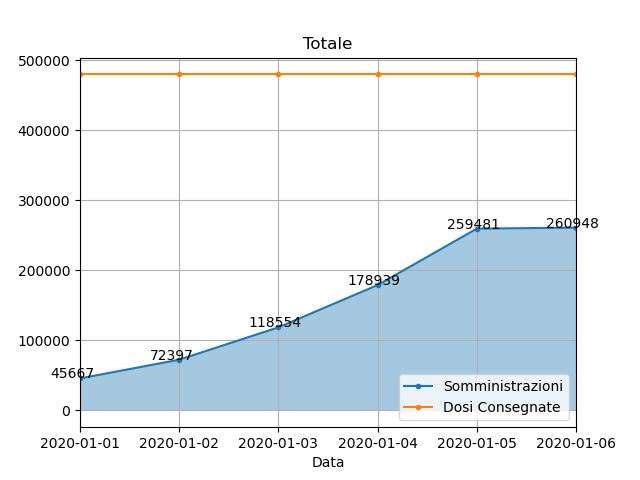 Totale
500000
400000
300000
200000
100000
0
45667
72397
118554
178939
259481
260948
Somministrazioni
Dosi Consegnate
2020-01-01 2020-01-02 2020-01-03 2020-01-04 2020-01-05 2020-01-06
Data